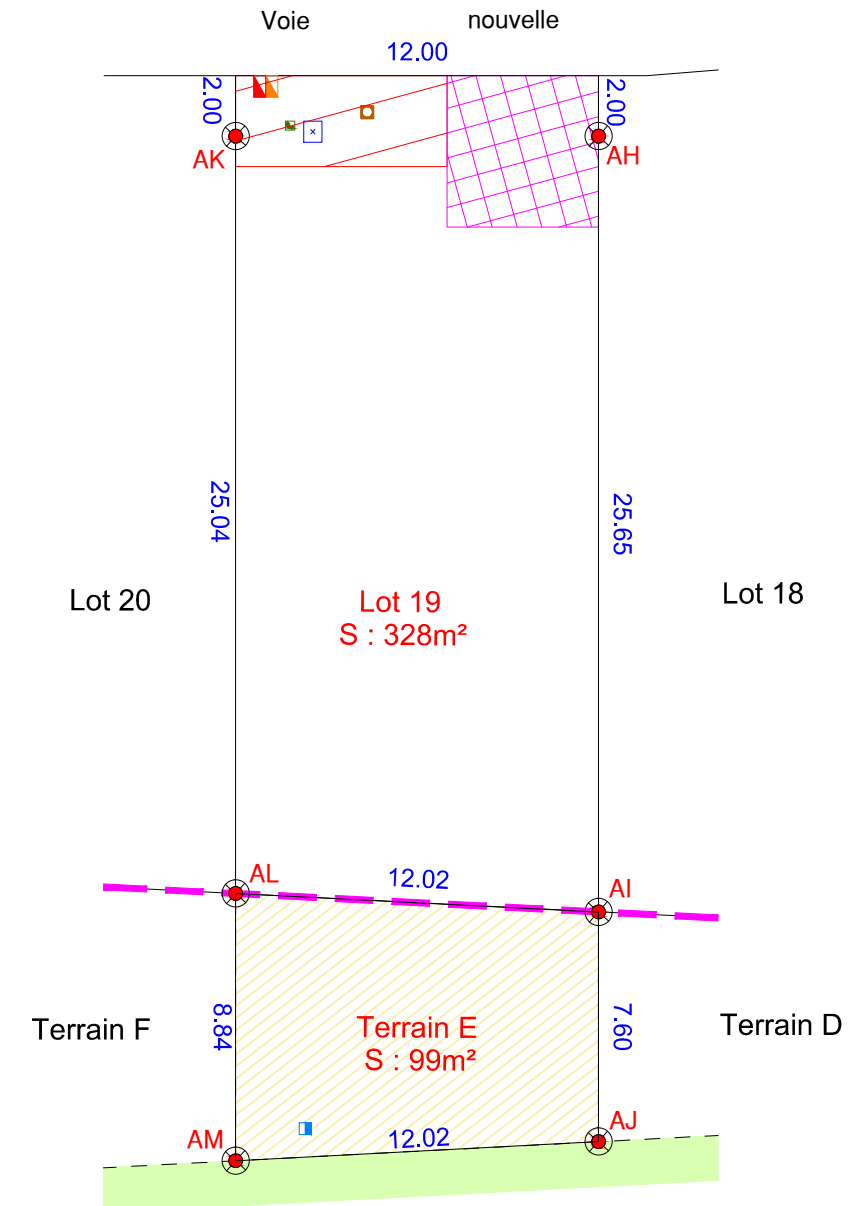 Voie nouvelle
12.00
2.00
2.00
AK
AH
25.04
25.65
Lot 20
Lot 19
S : 328m²
Lot 18
AL
12.02
AI
Terrain F
8.84
Terrain E
S : 99m²
7.60
Terrain D
AM
12.02
AJ